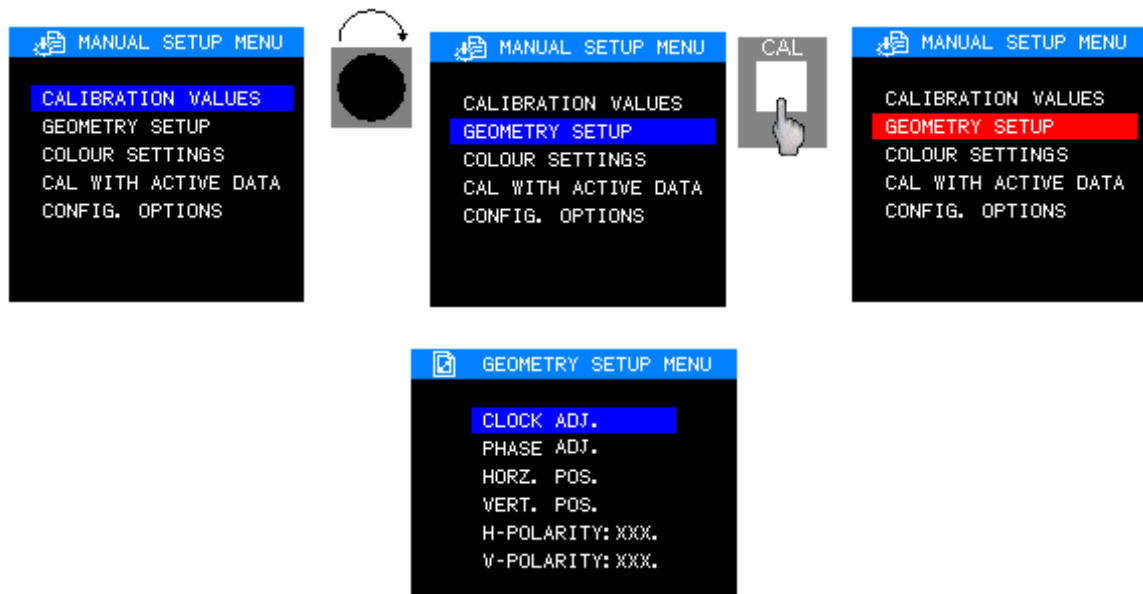 MANUAL SETUP MENU
CALIBRATION VALUES
GEOMETRY SETUP
COLOUR SETTINGS
CAL WITH ACTIVE DATA
CONFIG. OPTIONS
MANUAL SETUP MENU
CALIBRATION VALUES
GEOMETRY SETUP
COLOUR SETTINGS
CAL WITH ACTIVE DATA
CONFIG. OPTIONS
CAL
MANUAL SETUP MENU
CALIBRATION VALUES
GEOMETRY SETUP
COLOUR SETTINGS
CAL WITH ACTIVE DATA
CONFIG. OPTIONS
GEOMETRY SETUP MENU
CLOCK ADJ.
PHASE ADJ.
HORZ. POS.
VERT. POS.
H-POLARITY:XXX.
V-POLARITY:XXX.